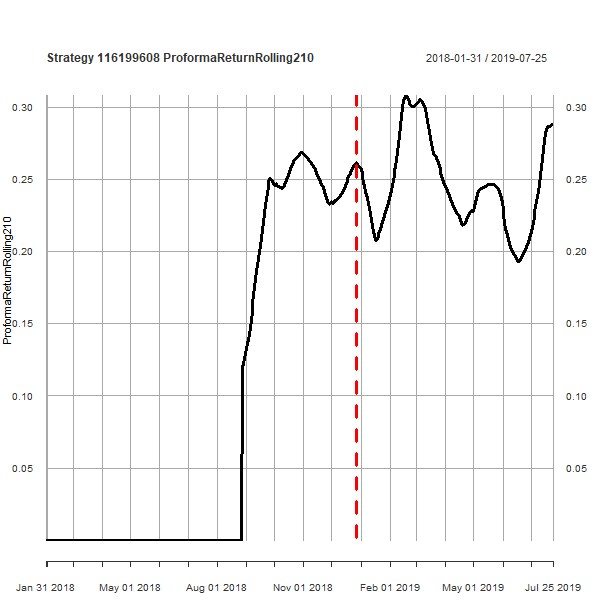 Strategy 116199608 ProformaReturnRolling210 2018-01-31 / 2019-07-25
0.30 0.30
0.25 0.25
0.20 0.20
0.15 0.15
0.10 0.10
0.05 0.05
ProformaReturnRolling210
Jan 31 2018 May 01 2018 Aug 01 2018 Nov 01 2018 Feb 01 2019 May 01 2019 Jul 25 2019